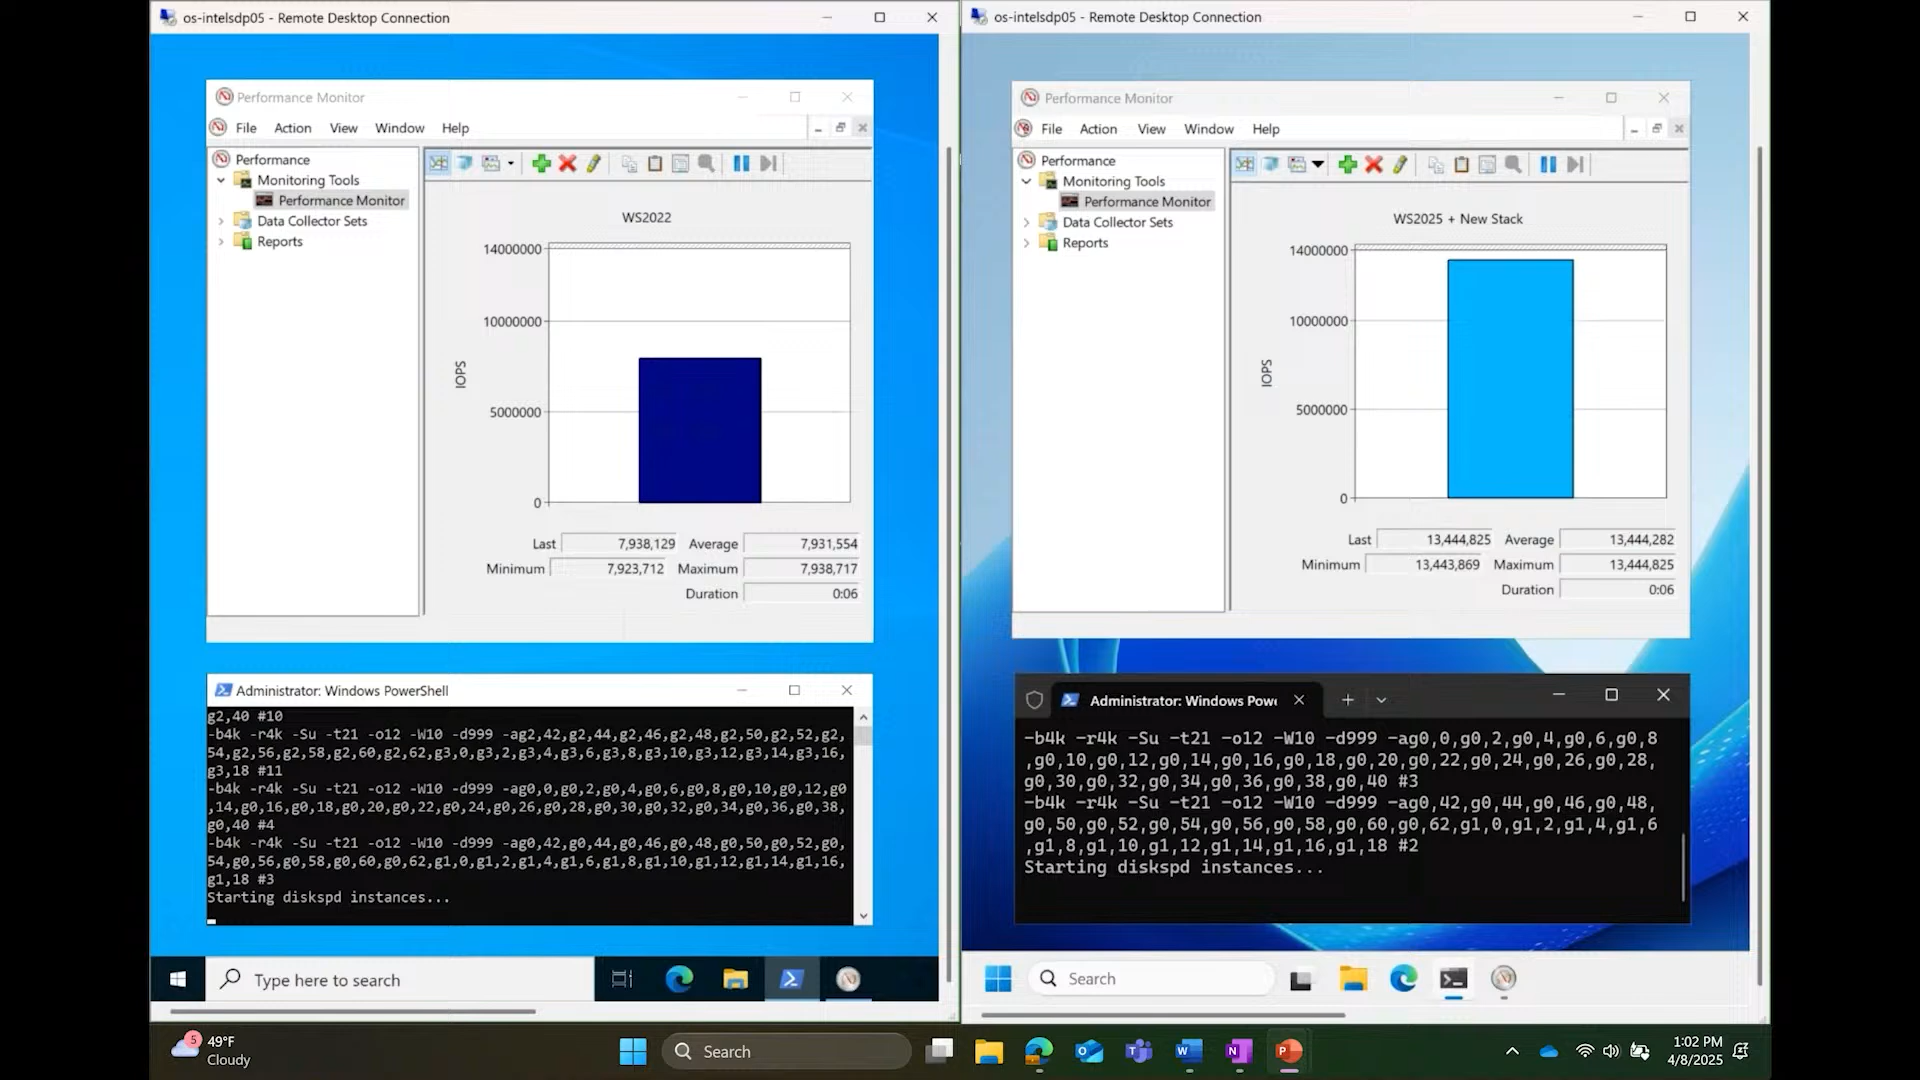 os-intelsdp05 - Remote Desktop Connection
Performance Monitor
File Action View Window Help
Performance
Monitoring Tools
Performance Monitor
Data Collector Sets
Reports
WS2022
14000000
10000000
5000000
0
IOPS
Last 7,938,129 Average 7,931,554
Minimum 7,923,712 Maximum 7,938,717
Duration 0:06
Administrator: Windows PowerShell
g2,40 #10
-b4k -r4k -Su -t21 -o12 -W10 -d999 -ag2,42,g2,44,g2,46,g2,48,g2,50,g2,52,g2,
54,g2,56,g2,58,g2,60,g2,62,g3,0,g3,2,g3,4,g3,6,g3,8,g3,10,g3,12,g3,14,g3,16,
g3,18 #11
-b4k -r4k -Su -t21 -o12 -W10 -d999 -ag0,0,g0,2,g0,4,g0,6,g0,8,g0,10,g0,12,g0
,14,g0,16,g0,18,g0,20,g0,22,g0,24,g0,26,g0,28,g0,30,g0,32,g0,34,g0,36,g0,38,
g0,40 #4
-b4k -r4k -Su -t21 -o12 -W10 -d999 -ag0,42,g0,44,g0,46,g0,48,g0,50,g0,52,g0,
54,g0,56,g0,58,g0,60,g0,62,g1,0,g1,2,g1,4,g1,6,g1,8,g1,10,g1,12,g1,14,g1,16,
g1,18 #3
Starting diskspd instances...
Type here to search
os-intelsdp05 - Remote Desktop Connection
Performance Monitor
File Action View Window Help
Performance
Monitoring Tools
Performance Monitor
Data Collector Sets
Reports
WS2025 + New Stack
14000000
10000000
5000000
0
IOPS
Last 13,444,825 Average 13,444,282
Minimum 13,443,869 Maximum 13,444,825
Duration 0:06
Administrator: Windows Powe
-b4k -r4k -Su -t21 -o12 -W10 -d999 -ag0,0,g0,2,g0,4,g0,6,g0,8
,g0,10,g0,12,g0,14,g0,16,g0,18,g0,20,g0,22,g0,24,g0,26,g0,28,
g0,30,g0,32,g0,34,g0,36,g0,38,g0,40 #3
-b4k -r4k -Su -t21 -o12 -W10 -d999 -ag0,42,g0,44,g0,46,g0,48,
g0,50,g0,52,g0,54,g0,56,g0,58,g0,60,g0,62,g1,0,g1,2,g1,4,g1,6
,g1,8,g1,10,g1,12,g1,14,g1,16,g1,18 #2
Starting diskspd instances...
Search
5
49°F
Cloudy
Search
1:02 PM
4/8/2025